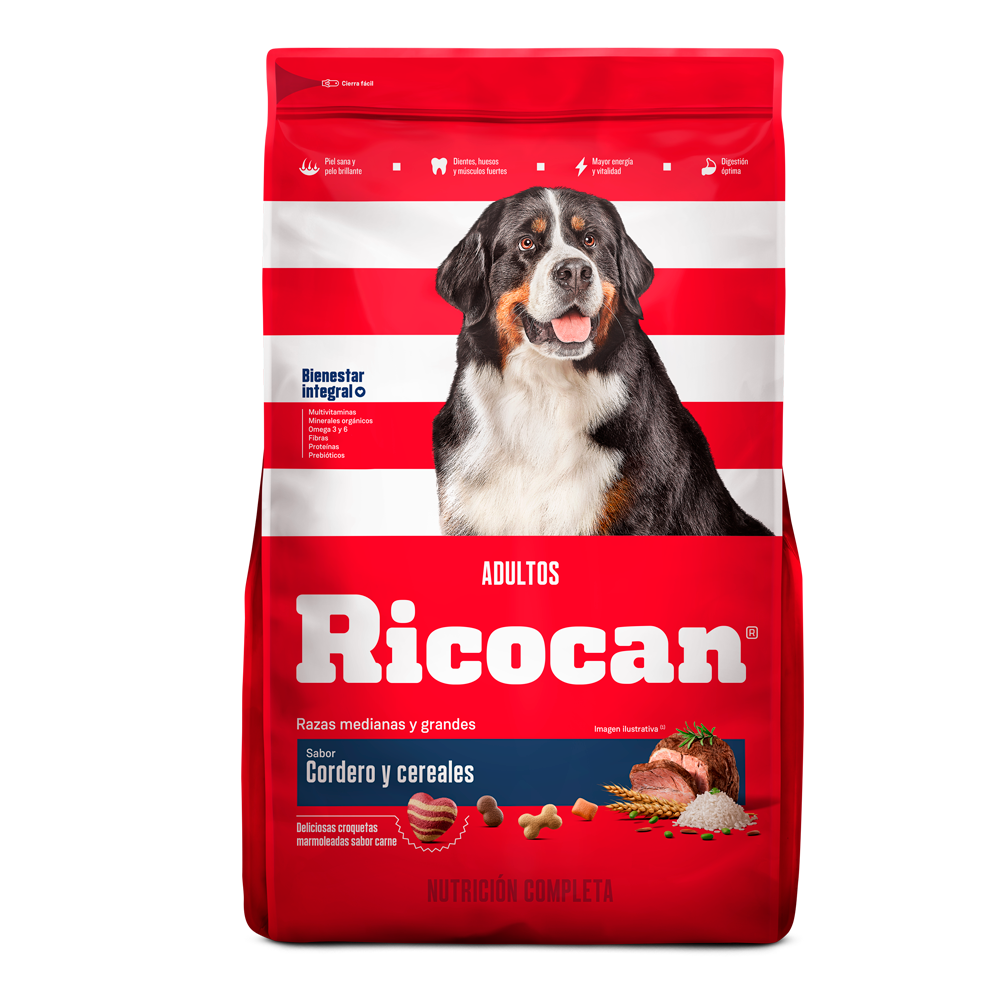 Cierra fácil
Piel sana y
pelo brillante
Dientes, huesos
y músculos fuertes
Mayor energía
y vitalidad
Digestión
óptima
Bienestar
integral
Multivitaminas
Minerales orgánicos
Omega 3 y 6
Fibras
Proteínas
Prebióticos
ADULTOS
Ricocan®
Razas medianas y grandes
Imagen ilustrativa (1)
Sabor
Cordero y cereales
Deliciosas croquetas
marmoleadas sabor carne
NUTRICIÓN COMPLETA